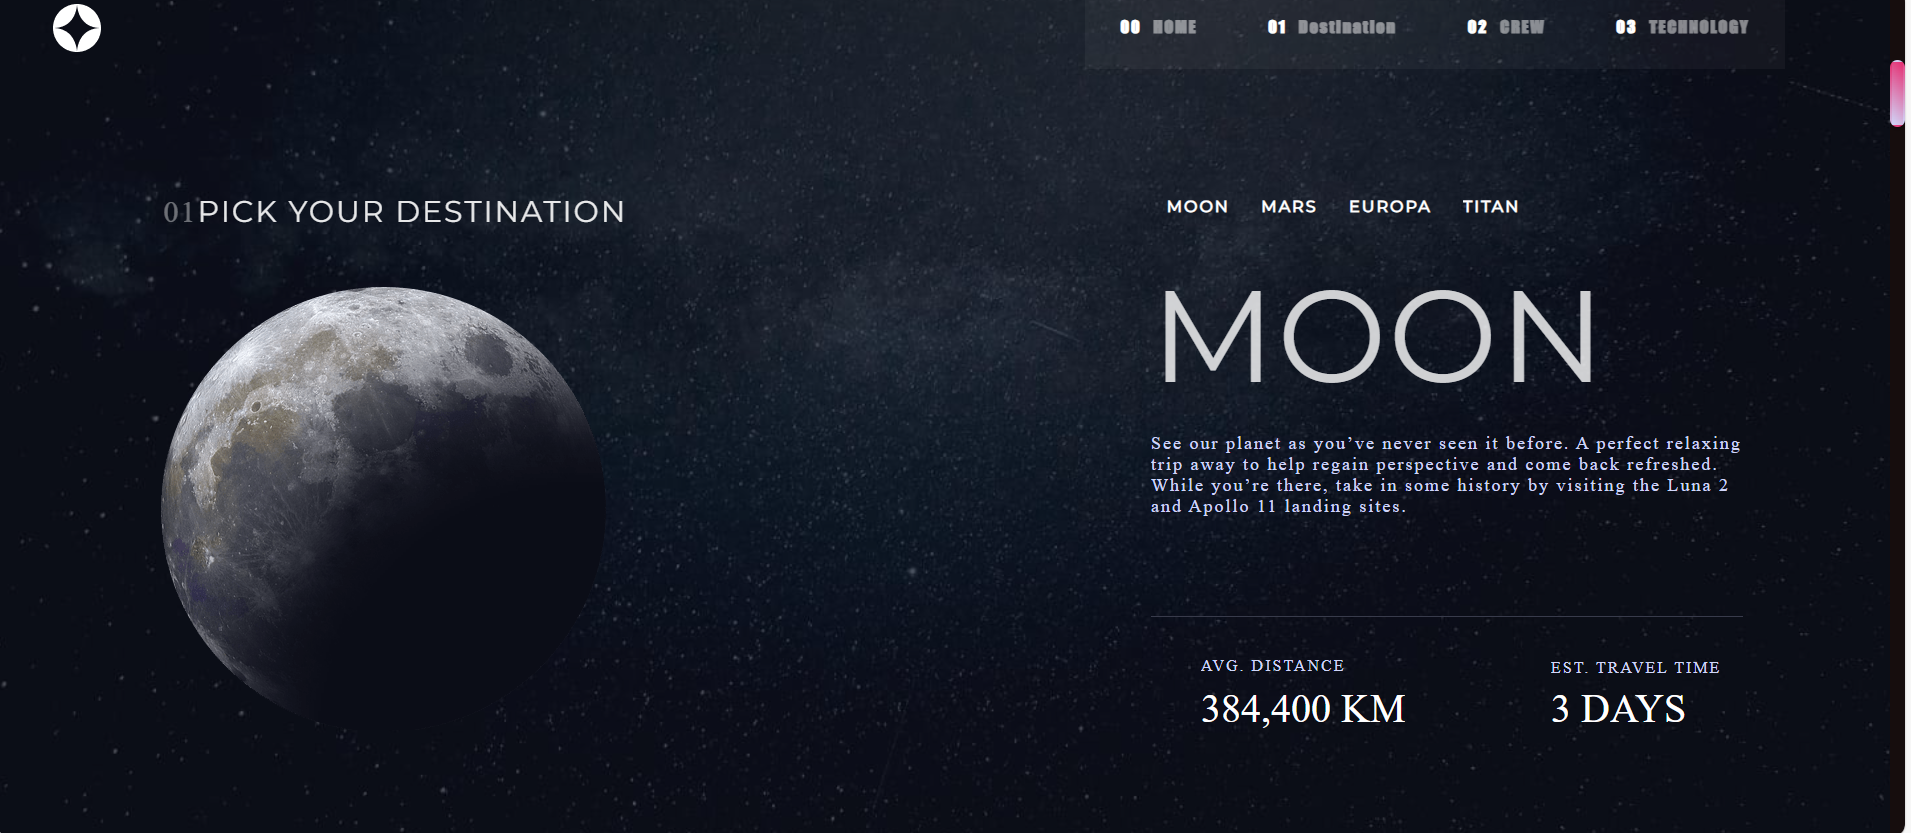 00 HOME 01 Destination 02 CREW 03 TECHNOLOGY
01PICK YOUR DESTINATION
MOON MARS EUROPA TITAN
MOON
See our planet as you’ve never seen it before. A perfect relaxing
trip away to help regain perspective and come back refreshed.
While you’re there, take in some history by visiting the Luna 2
and Apollo 11 landing sites.
AVG. DISTANCE
384,400 KM
EST. TRAVEL TIME
3 DAYS